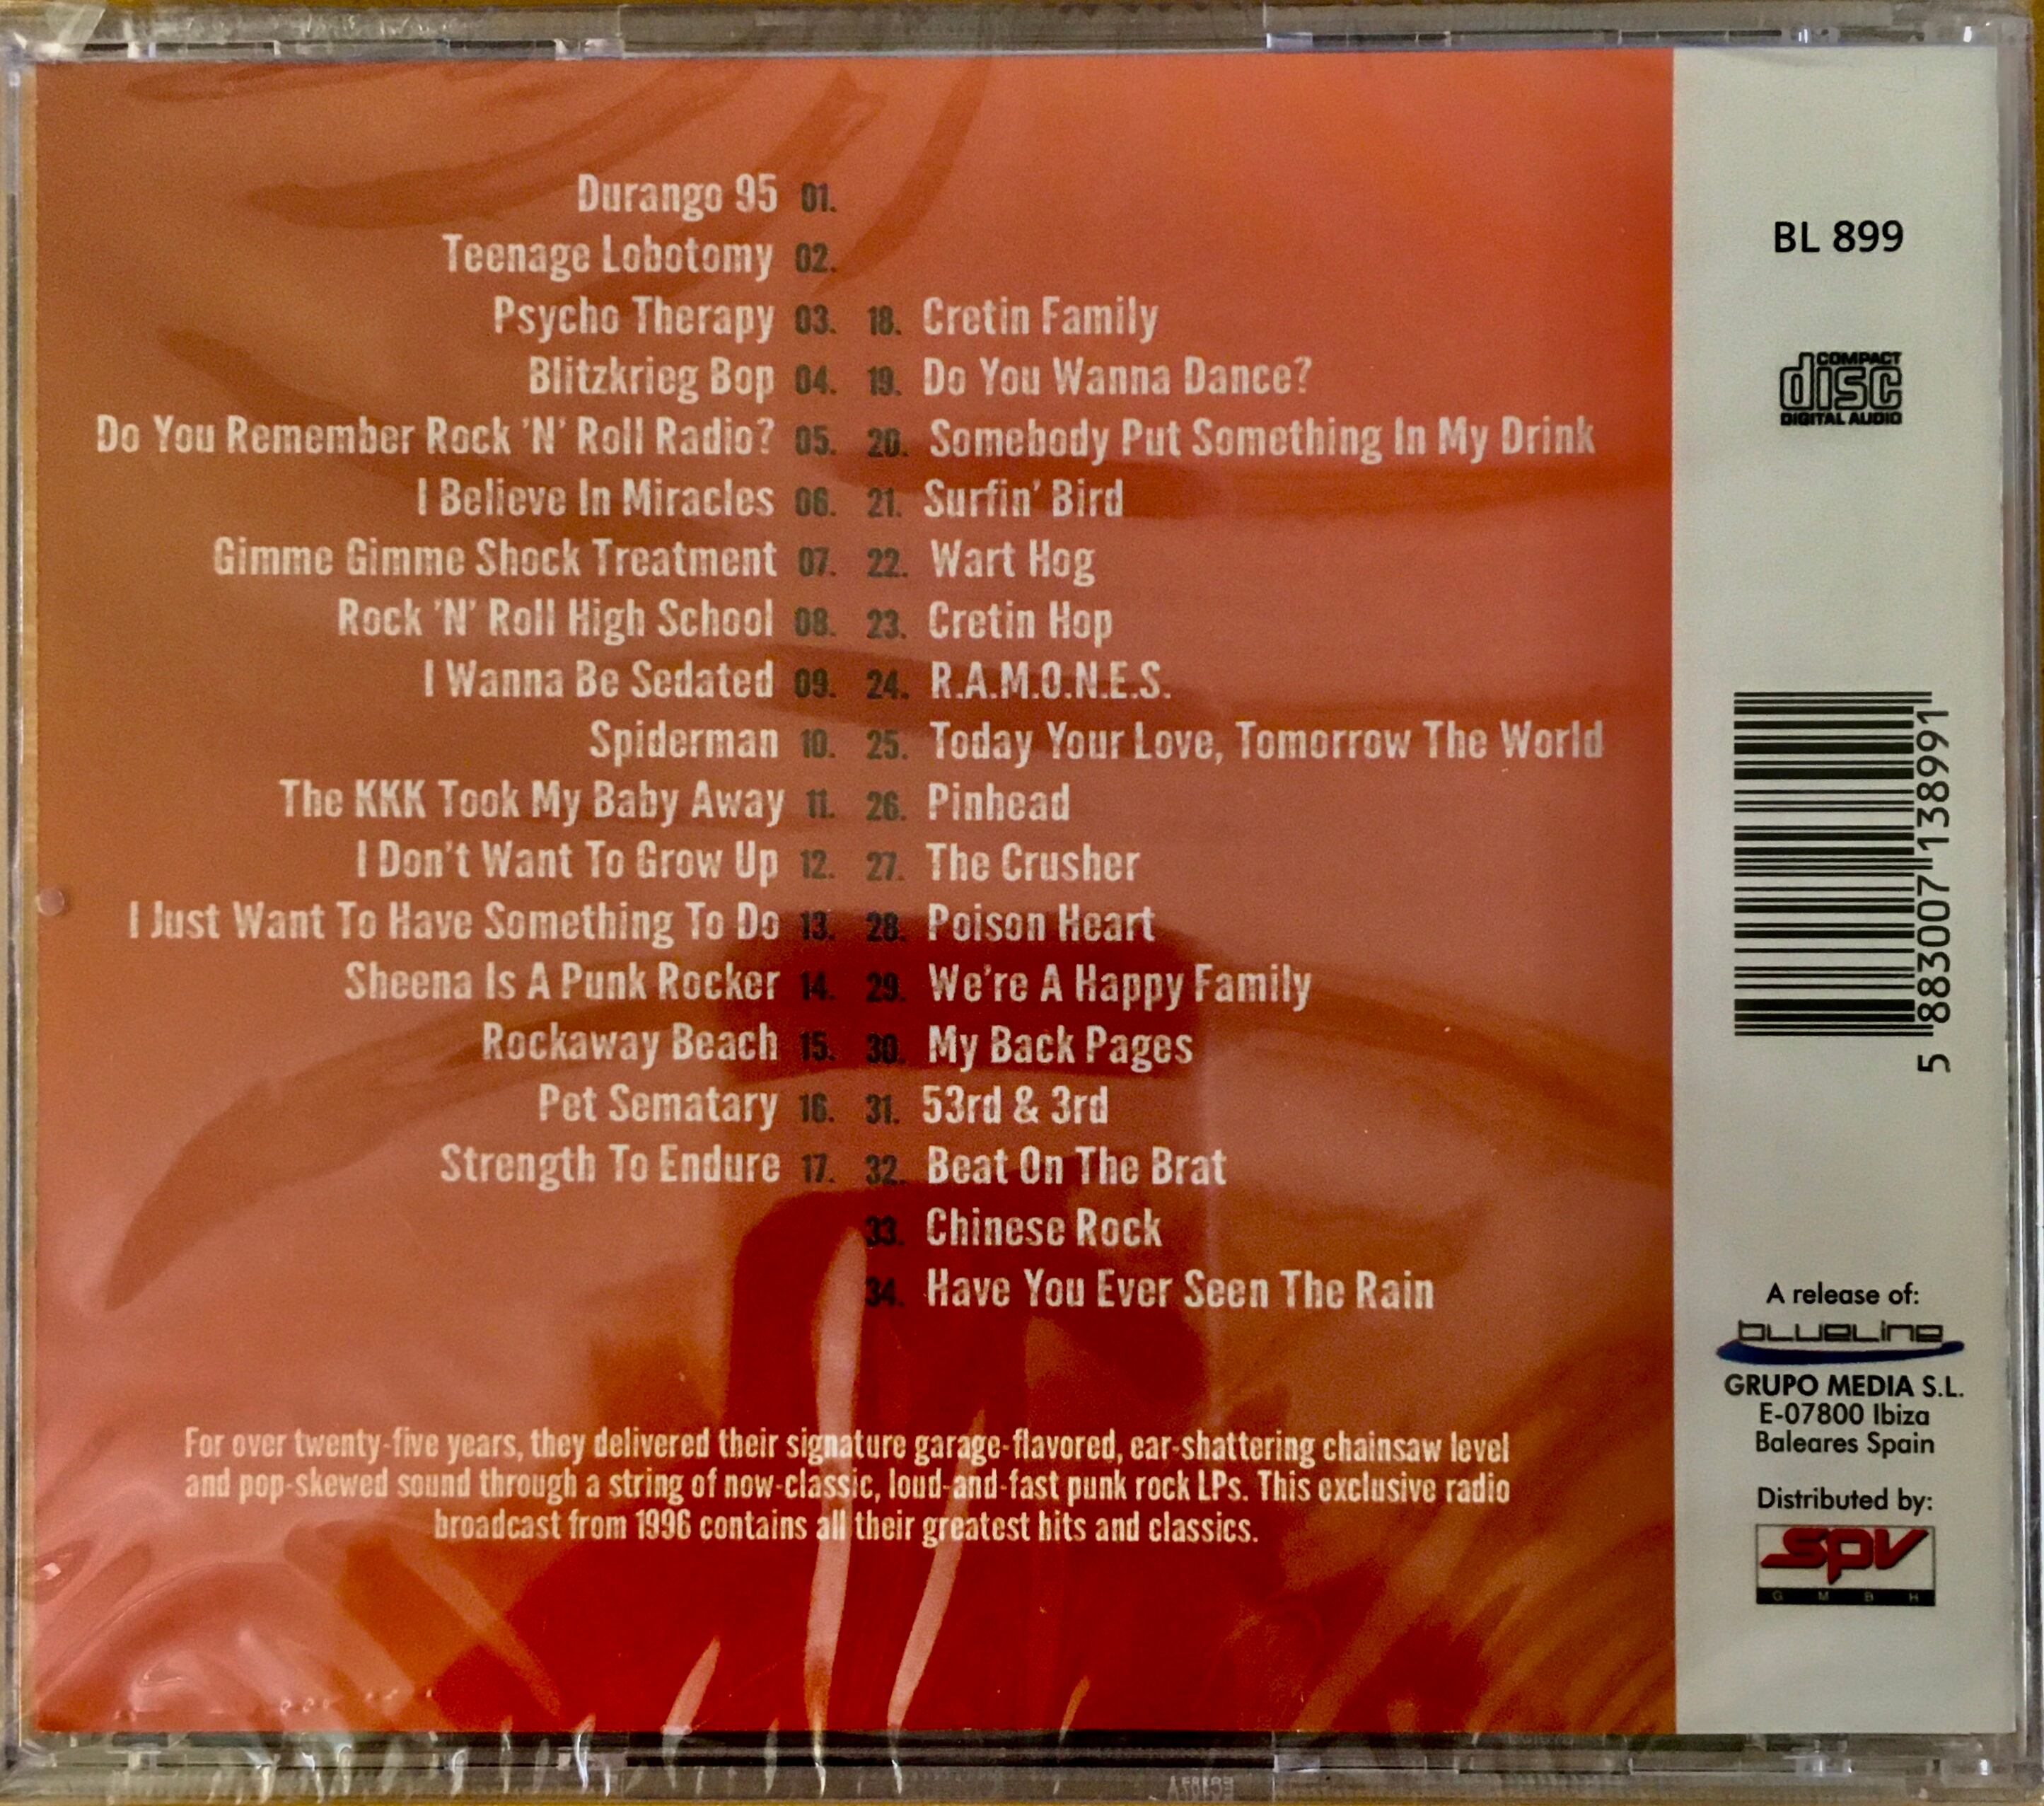 Durango 95 01.
Teenage Lobotomy 02.
Psycho Therapy 03.
Blitzkrieg Bop 04.
Do You Remember Rock 'N' Roll Radio? 05.
I Believe In Miracles 06.
Gimme Gimme Shock Treatment 07.
Rock 'N' Roll High School 08.
I Wanna Be Sedated 09.
Spiderman 10.
The KKK Took My Baby Away 11.
I Don't Want To Grow Up 12.
I Just Want To Have Something To Do 13.
Sheena Is A Punk Rocker 14.
Rockaway Beach 15.
Pet Sematary 16.
Strength To Endure 17.
18. Cretin Family
19. Do You Wanna Dance?
20. Somebody Put Something In My Drink
21. Surfin' Bird
22. Wart Hog
23. Cretin Hop
24. R.A.M.O.N.E.S.
25. Today Your Love, Tomorrow The World
26. Pinhead
27. The Crusher
28. Poison Heart
29. We're A Happy Family
30. My Back Pages
31. 53rd & 3rd
32. Beat On The Brat
33. Chinese Rock
34. Have You Ever Seen The Rain
For over twenty-five years, they delivered their signature garage-flavored, ear-shattering chainsaw level
and pop-skewed sound through a string of now-classic, loud-and-fast punk rock LPs. This exclusive radio
broadcast from 1996 contains all their greatest hits and classics.
BL 899
COMPACT
disc
DIGITAL AUDIO
5 883007 138991
A release of:
blueline
GRUPO MEDIA S.L.
E-07800 Ibiza
Baleares Spain
Distributed by:
SPV
GMBH